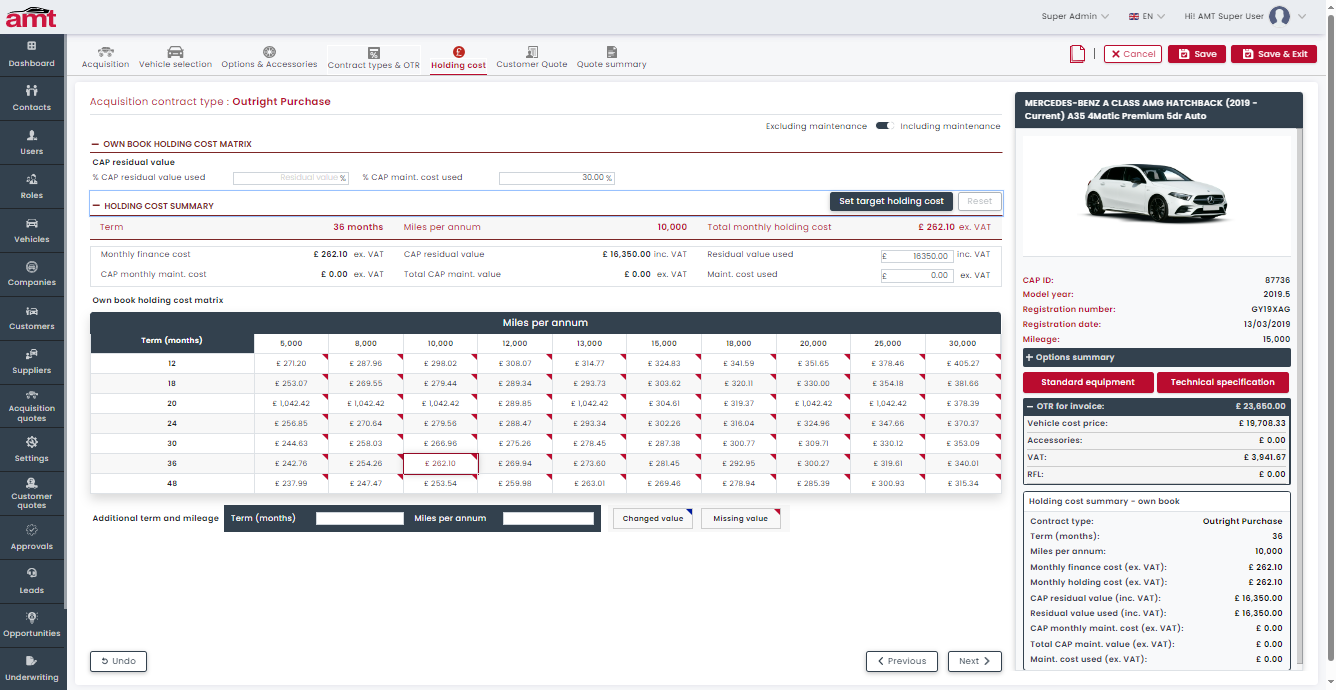 amt
Super Admin EN Hi! AMT Super User
Dashboard
Contacts
Users
Roles
Vehicles
Companies
Customers
Suppliers
Acquisition
quotes
Settings
Customer
quotes
Approvals
Leads
Opportunities
Underwriting
Acquisition Vehicle selection Options & Accessories Contract types & OTR Holding cost Customer Quote Quote summary
Cancel Save Save & Exit
Acquisition contract type : Outright Purchase
Excluding maintenance Including maintenance
OWN BOOK HOLDING COST MATRIX
CAP residual value
% CAP residual value used Residual value % % CAP maint. cost used 30.00 %
HOLDING COST SUMMARY Set target holding cost Reset
Term 36 months Miles per annum 10,000 Total monthly holding cost £ 262.10 ex. VAT
Monthly finance cost £ 262.10 ex. VAT CAP residual value £ 16,350.00 inc. VAT Residual value used £ 16350.00 inc. VAT
CAP monthly maint. cost £ 0.00 ex. VAT Total CAP maint. value £ 0.00 ex. VAT Maint. cost used £ 0.00 ex. VAT
Own book holding cost matrix
Miles per annum
Term (months) 5,000 8,000 10,000 12,000 13,000 15,000 18,000 20,000 25,000 30,000
12 £ 271.20 £ 287.96 £ 298.02 £ 308.07 £ 314.77 £ 324.83 £ 341.59 £ 351.65 £ 378.46 £ 405.27
18 £ 253.07 £ 269.55 £ 279.44 £ 289.34 £ 293.73 £ 303.62 £ 320.11 £ 330.00 £ 354.18 £ 381.66
20 £ 1,042.42 £ 1,042.42 £ 1,042.42 £ 289.85 £ 1,042.42 £ 304.61 £ 319.37 £ 1,042.42 £ 1,042.42 £ 378.39
24 £ 256.85 £ 270.64 £ 279.56 £ 288.47 £ 293.34 £ 302.26 £ 316.04 £ 324.96 £ 347.66 £ 370.37
30 £ 244.63 £ 258.03 £ 266.96 £ 275.26 £ 278.45 £ 287.38 £ 300.77 £ 309.71 £ 330.12 £ 353.09
36 £ 242.76 £ 254.26 £ 262.10 £ 269.94 £ 273.60 £ 281.45 £ 292.95 £ 300.27 £ 319.61 £ 340.01
48 £ 237.99 £ 247.47 £ 253.54 £ 259.98 £ 263.01 £ 269.46 £ 278.94 £ 285.39 £ 300.93 £ 315.34
Additional term and mileage Term (months) Miles per annum Changed value Missing value
Undo Previous Next
MERCEDES-BENZ A CLASS AMG HATCHBACK (2019 -
Current) A35 4Matic Premium 5dr Auto
CAP ID: 87736
Model year: 2019.5
Registration number: GY19XAG
Registration date: 13/03/2019
Mileage: 15,000
Options summary
Standard equipment Technical specification
OTR for invoice: £ 23,650.00
Vehicle cost price: £ 19,708.33
Accessories: £ 0.00
VAT: £ 3,941.67
RFL: £ 0.00
Holding cost summary - own book
Contract type: Outright Purchase
Term (months): 36
Miles per annum: 10,000
Monthly finance cost (ex. VAT): £ 262.10
Monthly holding cost (ex. VAT): £ 262.10
CAP residual value (inc. VAT): £ 16,350.00
Residual value used (inc. VAT): £ 16,350.00
CAP monthly maint. cost (ex. VAT): £ 0.00
Total CAP maint. value (ex. VAT): £ 0.00
Maint. cost used (ex. VAT): £ 0.00